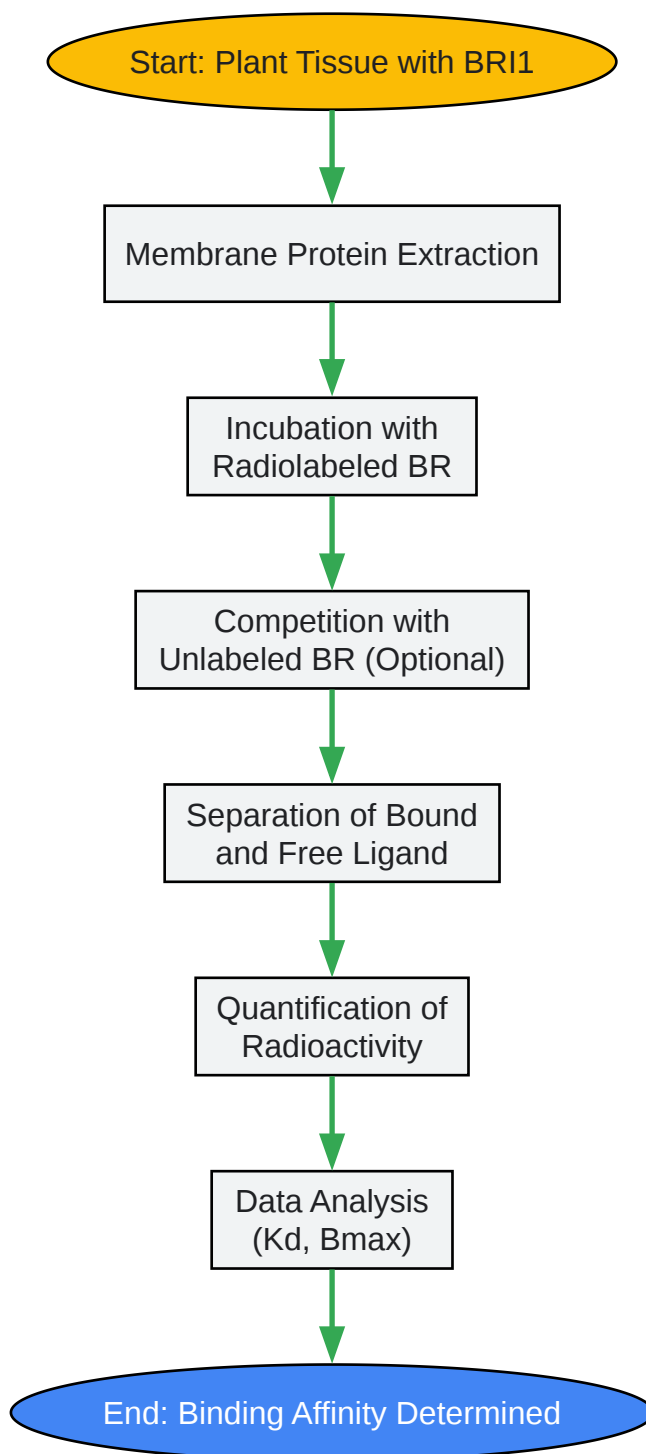 Start: Plant Tissue with BRI1
Membrane Protein Extraction
Incubation with
Radiolabeled BR
Competition with
Unlabeled BR (Optional)
Separation of Bound
and Free Ligand
Quantification of
Radioactivity
Data Analysis
(Kd, Bmax)
End: Binding Affinity Determined